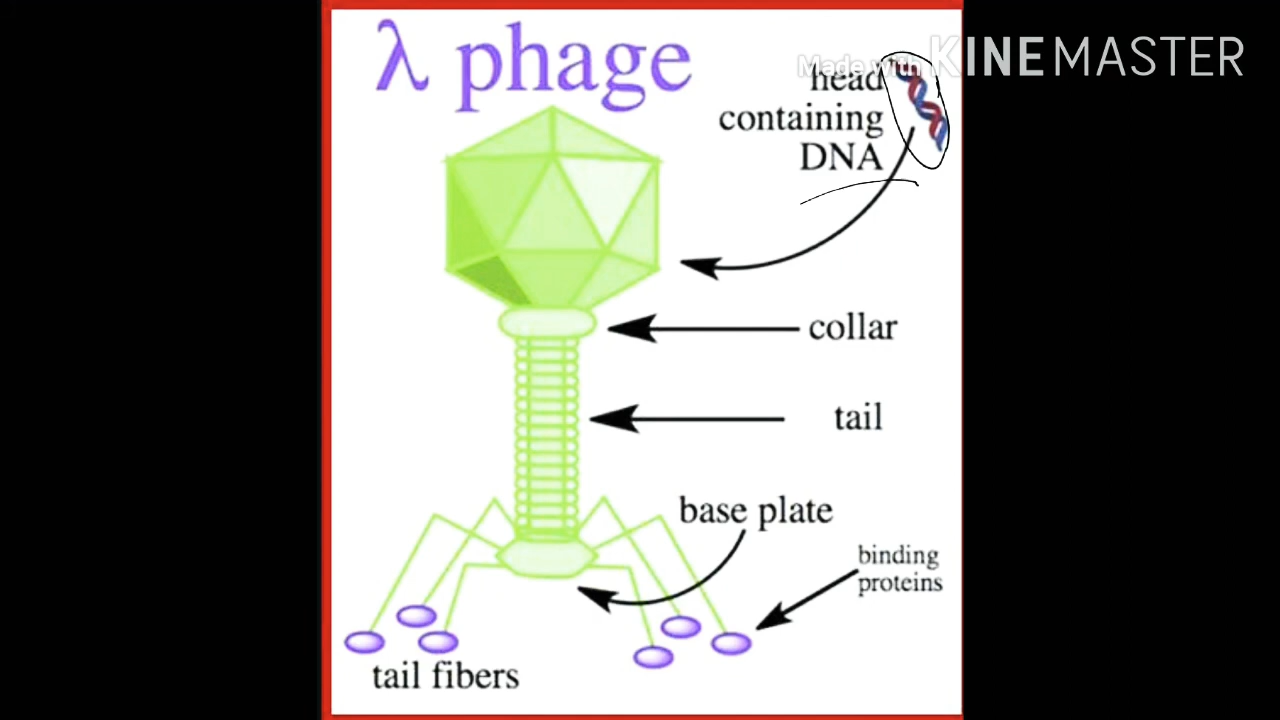 λ phage
Made with KINEMASTER
head
containing
DNA
collar
tail
base plate
binding
proteins
tail fibers